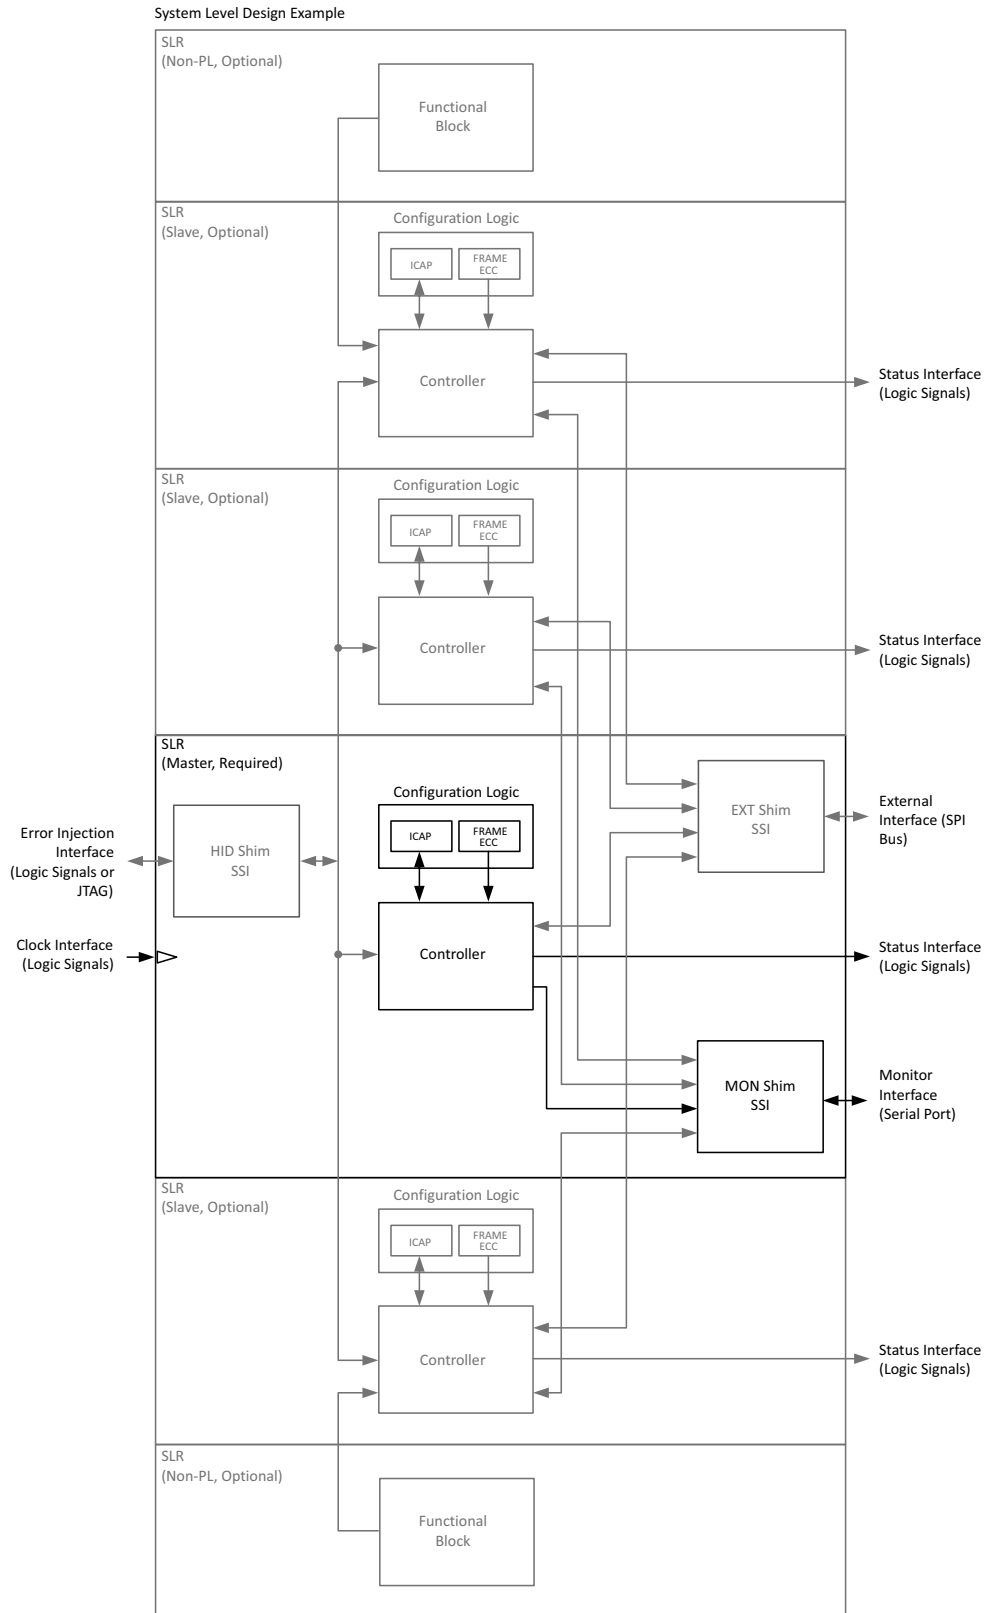 System Level Design Example
SLR
(Non-PL, Optional)
Functional
Block
SLR
(Slave, Optional)
Configuration Logic
ICAP
FRAME
ECC
Controller
Status Interface
(Logic Signals)
SLR
(Slave, Optional)
Configuration Logic
ICAP
FRAME
ECC
Controller
Status Interface
(Logic Signals)
SLR
(Master, Required)
Configuration Logic
ICAP
FRAME
ECC
EXT Shim
SSI
External
Interface (SPI
Bus)
Error Injection
Interface
(Logic Signals or
JTAG)
HID Shim
SSI
Clock Interface
(Logic Signals)
Controller
Status Interface
(Logic Signals)
MON Shim
SSI
Monitor
Interface
(Serial Port)
SLR
(Slave, Optional)
Configuration Logic
ICAP
FRAME
ECC
Controller
Status Interface
(Logic Signals)
SLR
(Non-PL, Optional)
Functional
Block